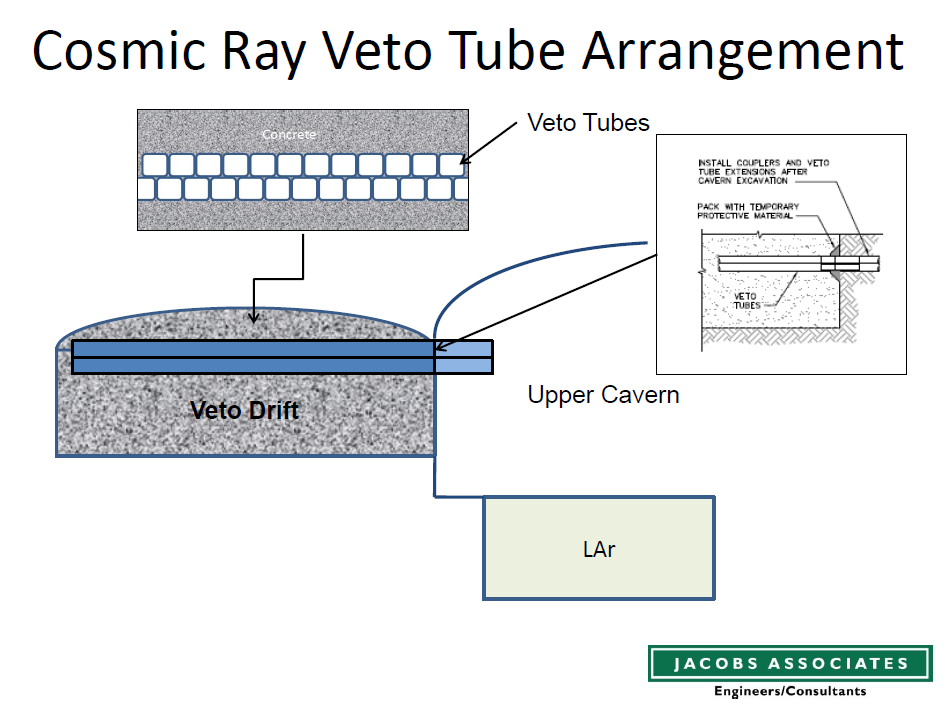 Cosmic Ray Veto Tube Arrangement
Concrete
Veto Tubes
INSTALL COUPLERS AND VETO
TUBE EXTENSIONS AFTER
CAVERN EXCAVATION
PACK WITH TEMPORARY
PROTECTIVE MATERIAL
VETO
TUBES
Veto Drift
Upper Cavern
LAr
JACOBS ASSOCIATES
Engineers/Consultants